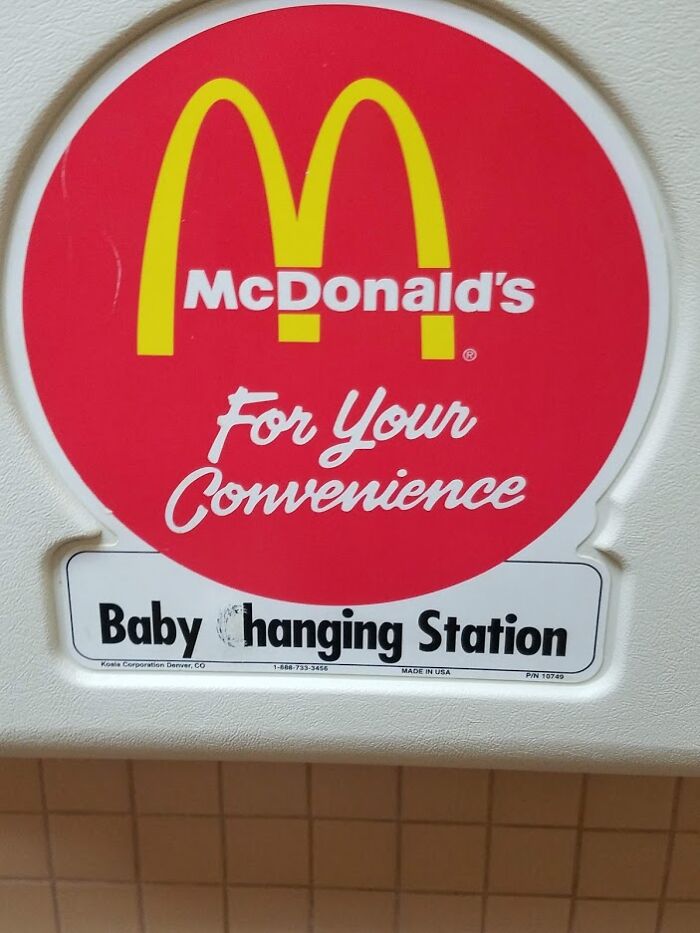 McDonald's
®
For Your
Convenience
Baby hanging Station
Koala Corporation Denver, CO 1-888-733-3456 MADE IN USA P/N 10749